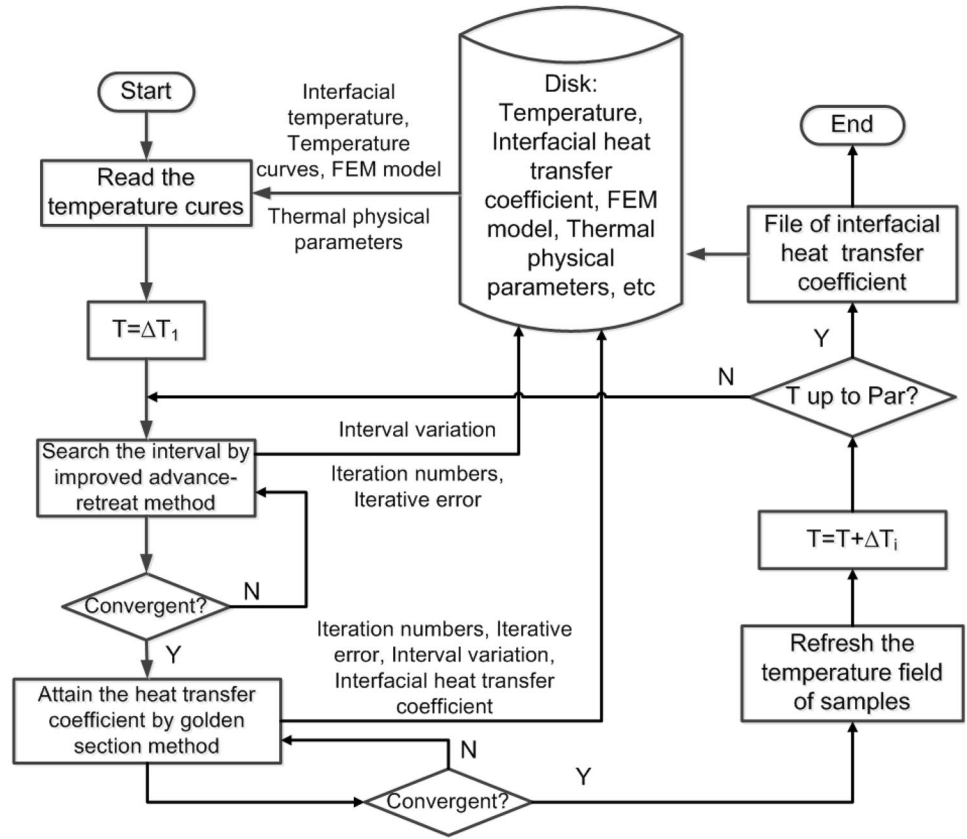 Start
Read the
temperature cures
T=ΔT₁
Search the interval by
improved advance-
retreat method
Convergent?
N
Y
Attain the heat transfer
coefficient by golden
section method
Interfacial
temperature,
Temperature
curves, FEM model
Thermal physical
parameters
Disk:
Temperature,
Interfacial heat
transfer
coefficient, FEM
model, Thermal
physical
parameters, etc
Interval variation
Iteration numbers,
Iterative error
Iteration numbers, Iterative
error, Interval variation,
Interfacial heat transfer
coefficient
N
Convergent?
Y
Refresh the
temperature field
of samples
T=T+ΔTᵢ
T up to Par?
N
Y
File of interfacial
heat transfer
coefficient
End